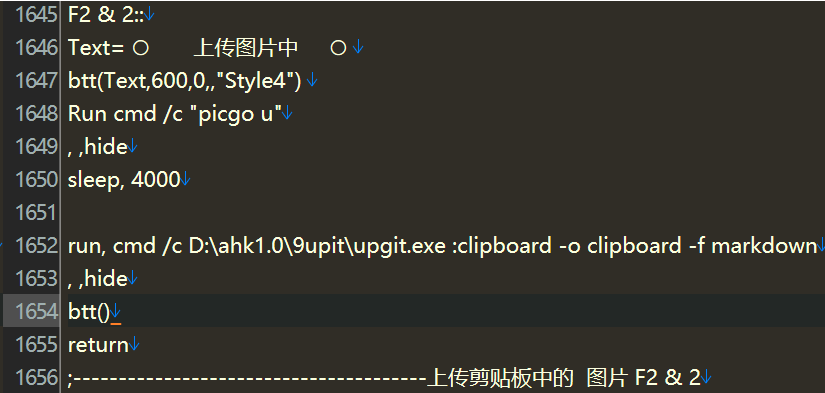 1645 F2 & 2::↓
1646 Text= ○ 上传图片中 ○↓
1647 btt(Text,600,0,,"Style4")↓
1648 Run cmd /c "picgo u"↓
1649 , ,hide↓
1650 sleep, 4000↓
1651
1652 run, cmd /c D:\ahk1.0\9upit\upgit.exe :clipboard -o clipboard -f markdown↓
1653 , ,hide↓
1654 btt()↓
1655 return↓
1656 ;---------------------------------------上传剪贴板中的 图片 F2 & 2↓